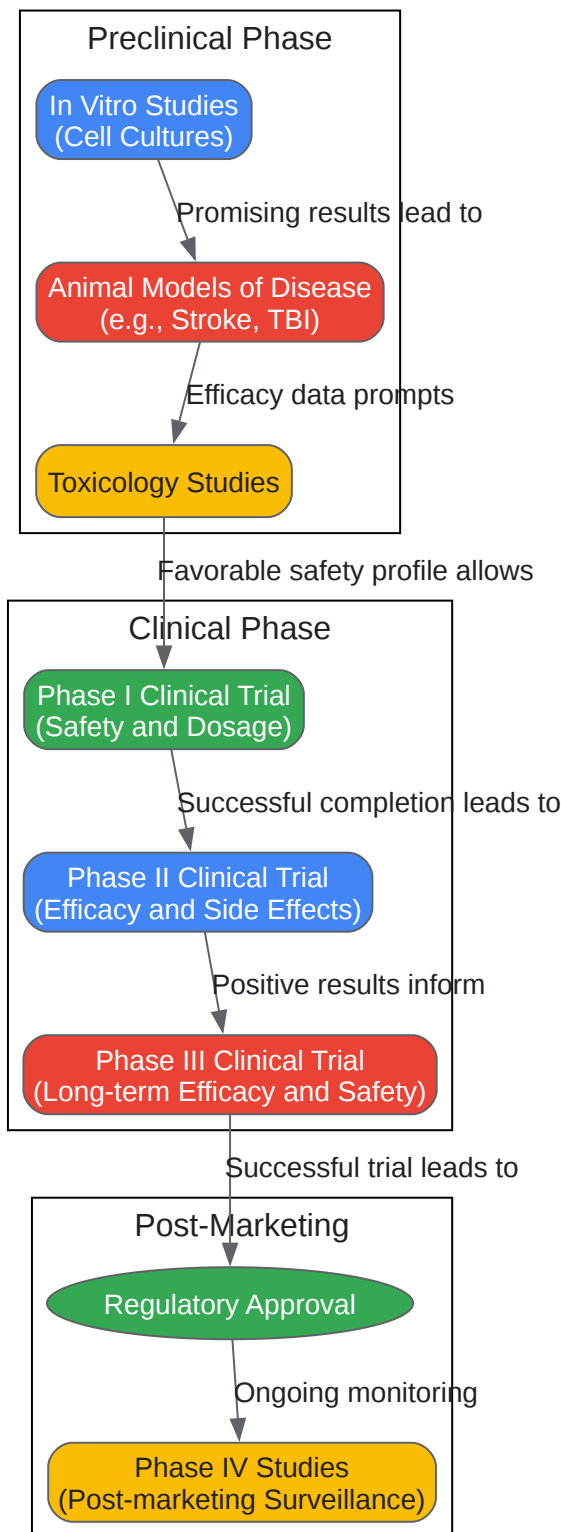 Preclinical Phase
In Vitro Studies
(Cell Cultures)
Promising results lead to
Animal Models of Disease
(e.g., Stroke, TBI)
Efficacy data prompts
Toxicology Studies
Favorable safety profile allows
Clinical Phase
Phase I Clinical Trial
(Safety and Dosage)
Successful completion leads to
Phase II Clinical Trial
(Efficacy and Side Effects)
Positive results inform
Phase III Clinical Trial
(Long-term Efficacy and Safety)
Successful trial leads to
Post-Marketing
Regulatory Approval
Ongoing monitoring
Phase IV Studies
(Post-marketing Surveillance)